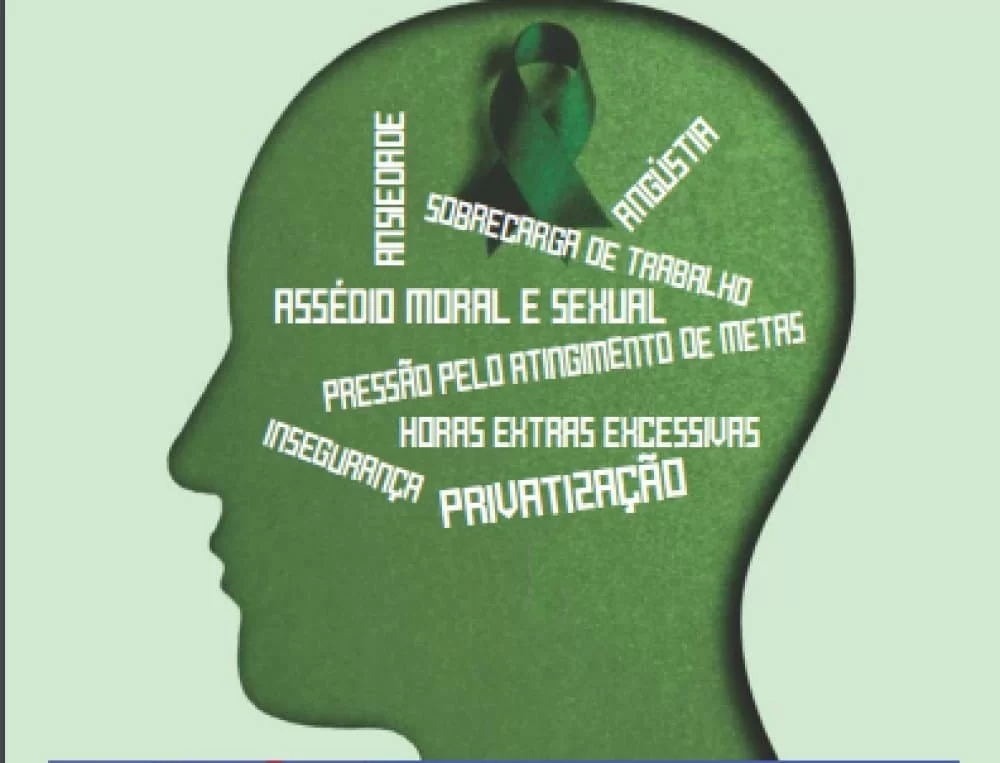 ANSIEDADE
ANGÚSTIA
SOBRECARGA DE TRABALHO
ASSÉDIO MORAL E SEXUAL
PRESSÃO PELO ATINGIMENTO DE METAS
HORAS EXTRAS EXCESSIVAS
INSEGURANÇA
PRIVATIZAÇÃO